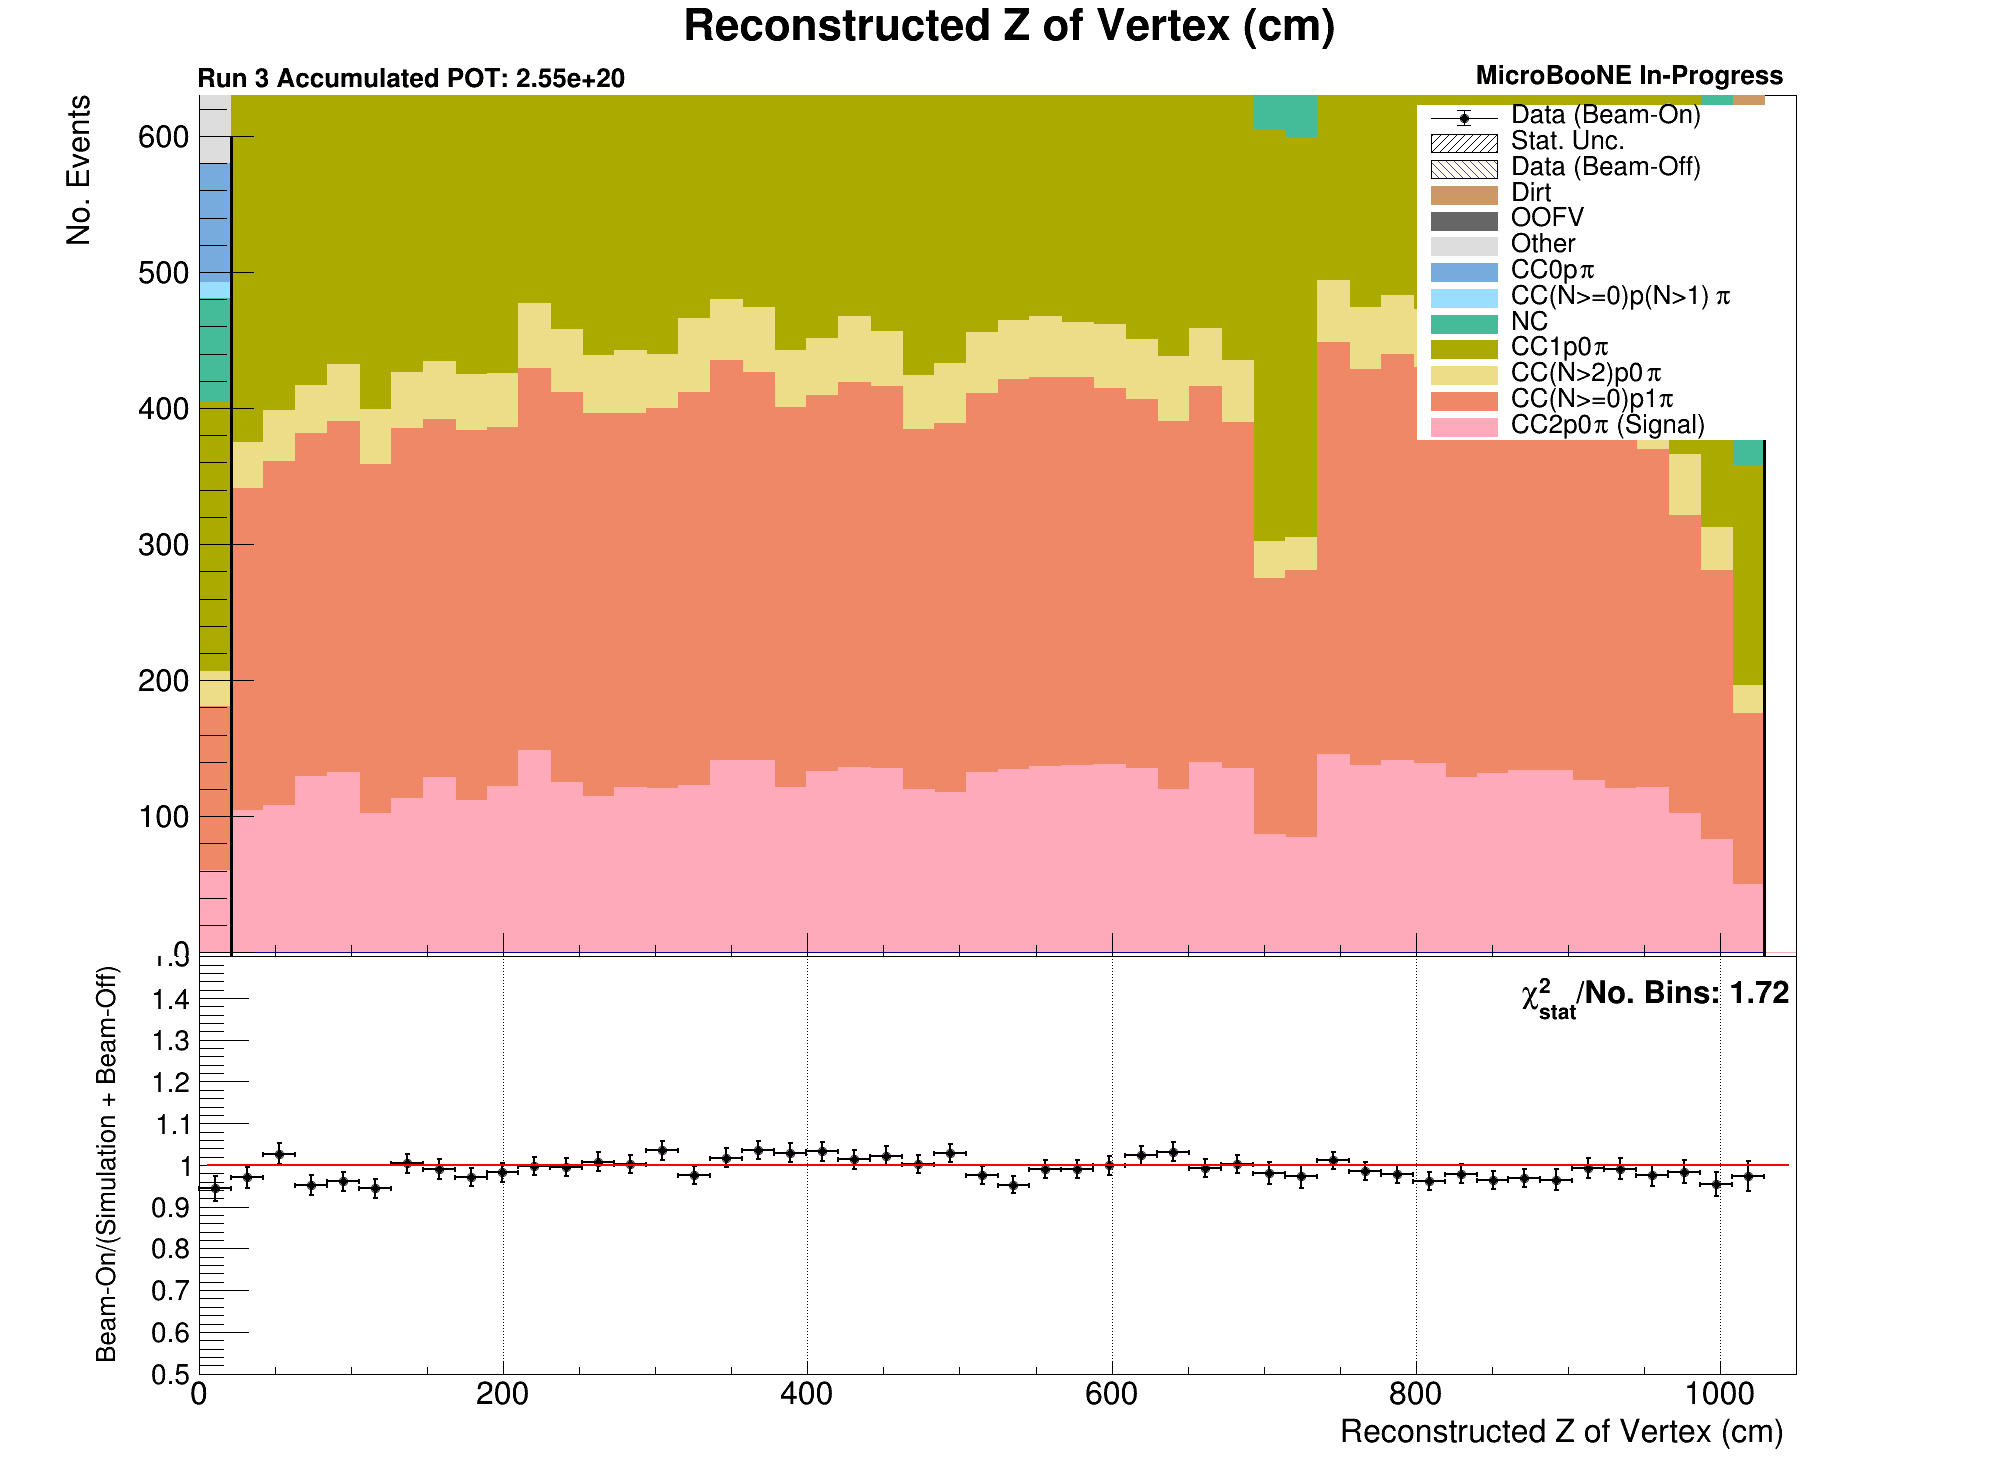 Reconstructed Z of Vertex (cm)
Run 3 Accumulated POT: 2.55e+20
MicroBooNE In-Progress
No. Events
600
500
400
300
200
100
0
Data (Beam-On)
Stat. Unc.
Data (Beam-Off)
Dirt
OOFV
Other
CC0pπ
CC(N>=0)p(N>1) π
NC
CC1p0π
CC(N>2)p0π
CC(N>=0)p1π
CC2p0π (Signal)
Beam-On/(Simulation + Beam-Off)
1.5
1.4
1.3
1.2
1.1
1
0.9
0.8
0.7
0.6
0.5
χ²stat/No. Bins: 1.72
0 200 400 600 800 1000
Reconstructed Z of Vertex (cm)